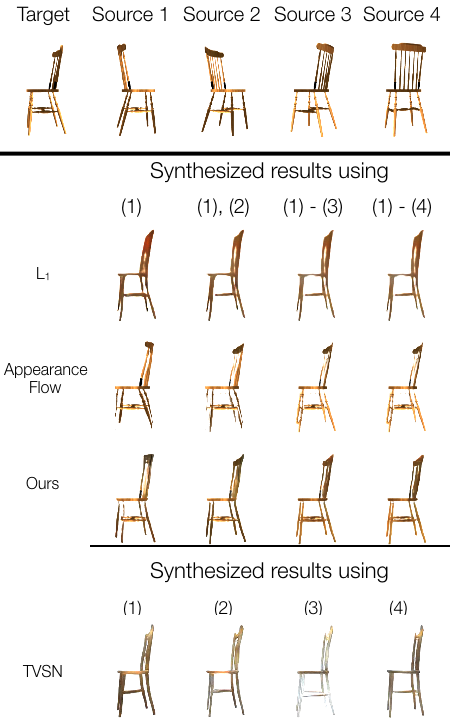 Target Source 1 Source 2 Source 3 Source 4
Synthesized results using
(1) (1), (2) (1) - (3) (1) - (4)
L₁
Appearance
Flow
Ours
Synthesized results using
(1) (2) (3) (4)
TVSN